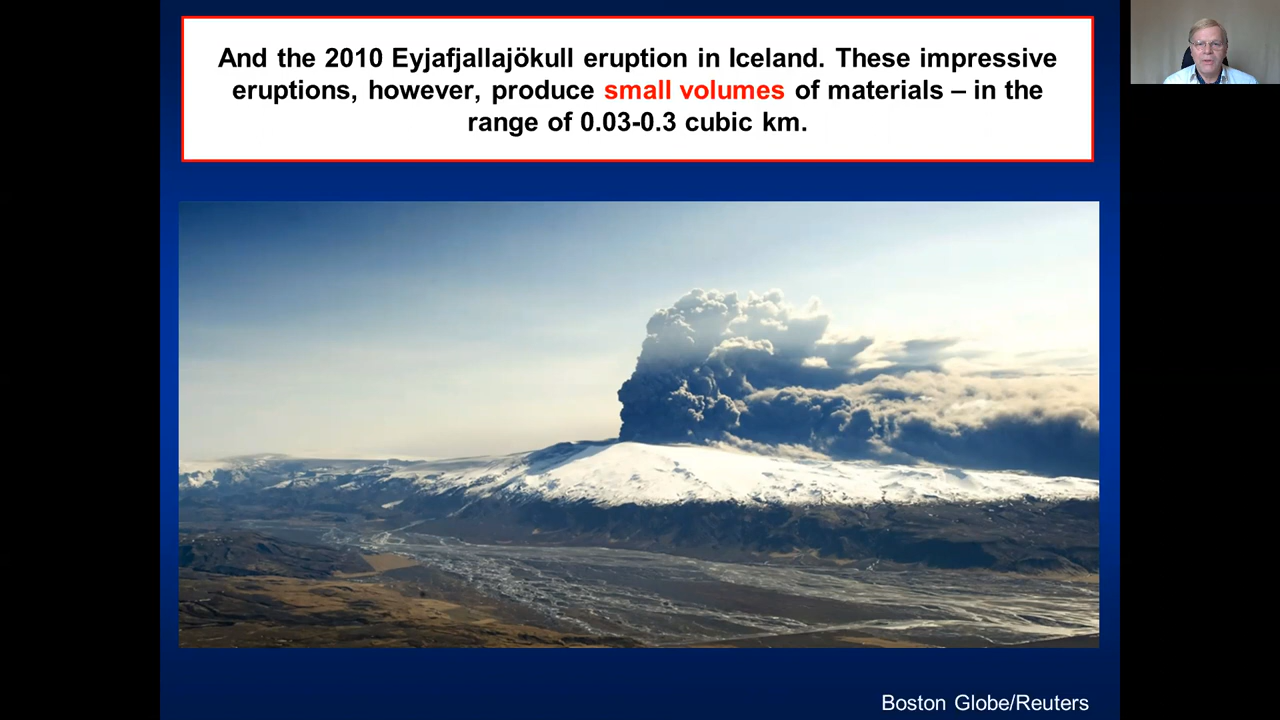 And the 2010 Eyjafjallajökull eruption in Iceland. These impressive
eruptions, however, produce small volumes of materials – in the
range of 0.03-0.3 cubic km.
Boston Globe/Reuters